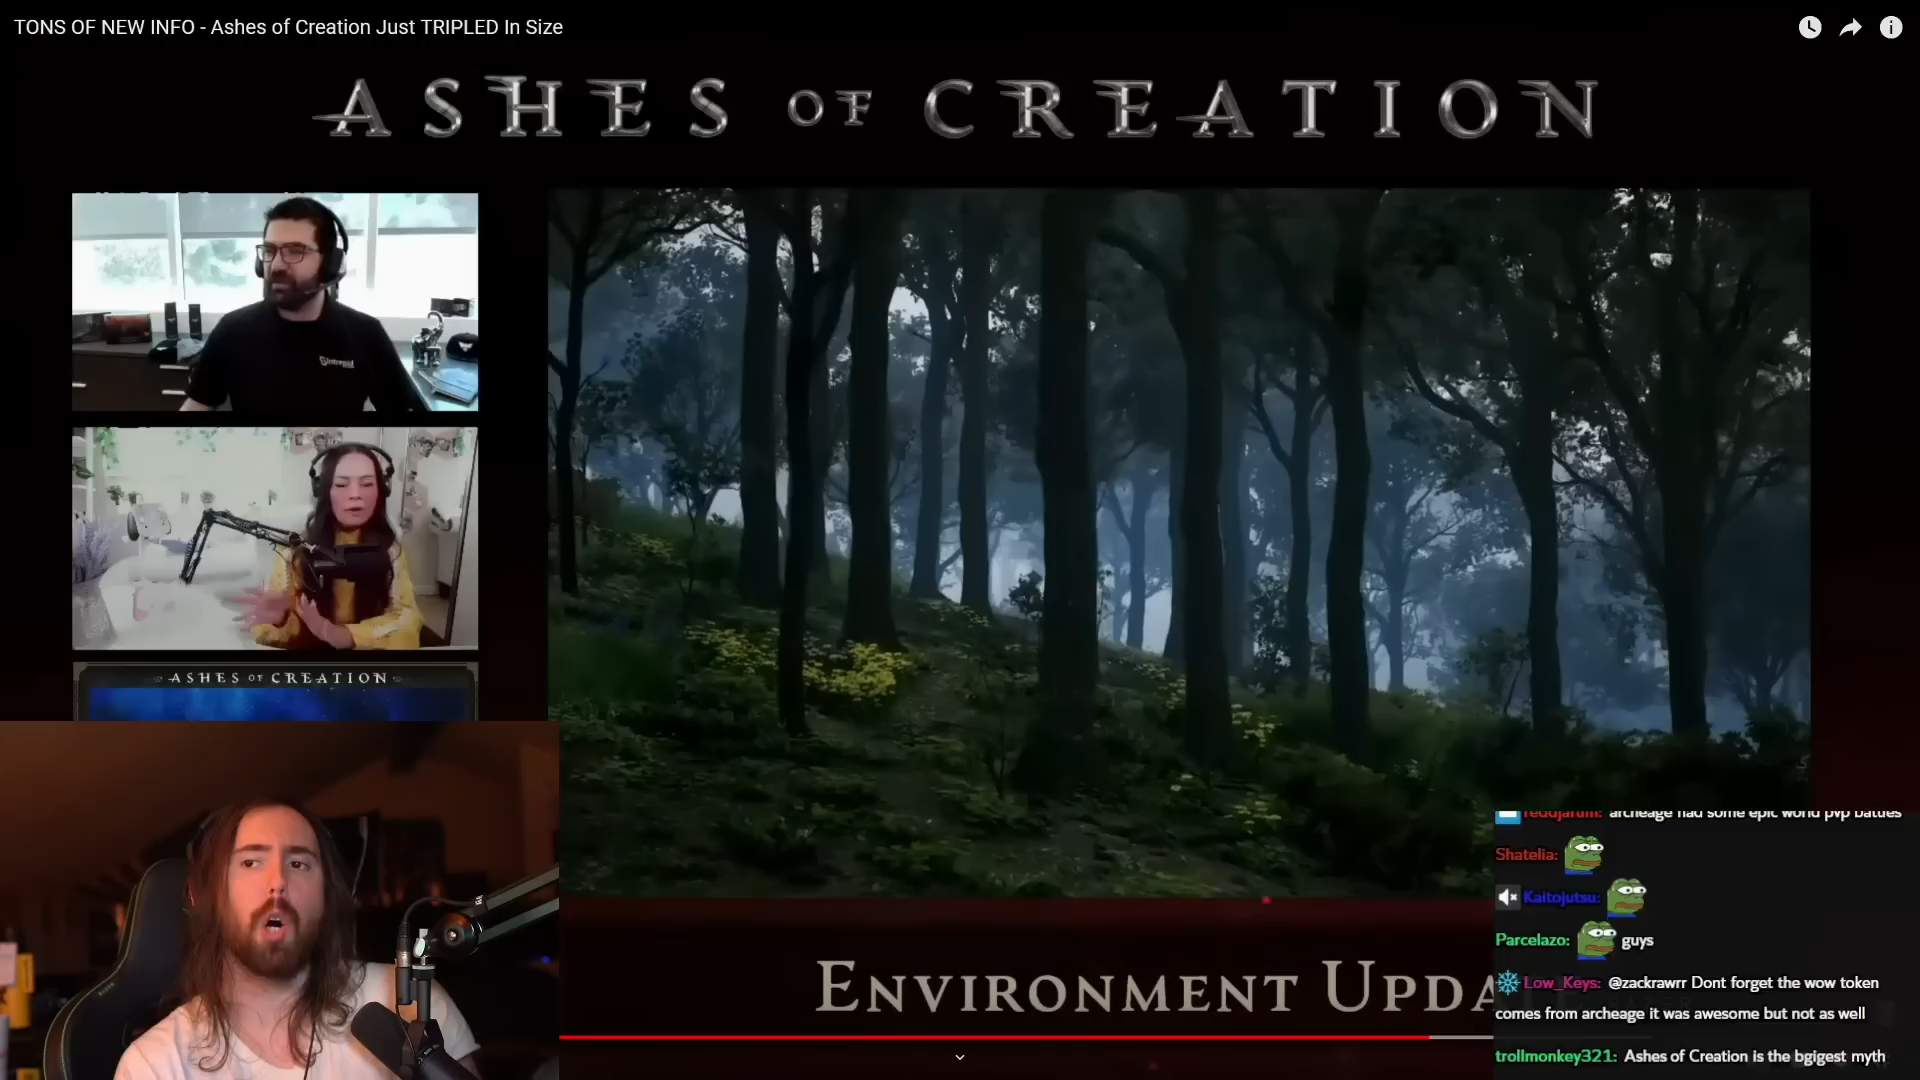 TONS OF NEW INFO - Ashes of Creation Just TRIPLED In Size
ASHES OF CREATION
intrepid
ASHES OF CREATION
reddjarum: archeage had some epic world pvp battles
Shatelia:
Kaitojutsu:
Parcelazo: guys
Low_Keys: @zackrawrr Dont forget the wow token
comes from archeage it was awesome but not as well
trollmonkey321: Ashes of Creation is the bgigest myth
ENVIRONMENT UPDA